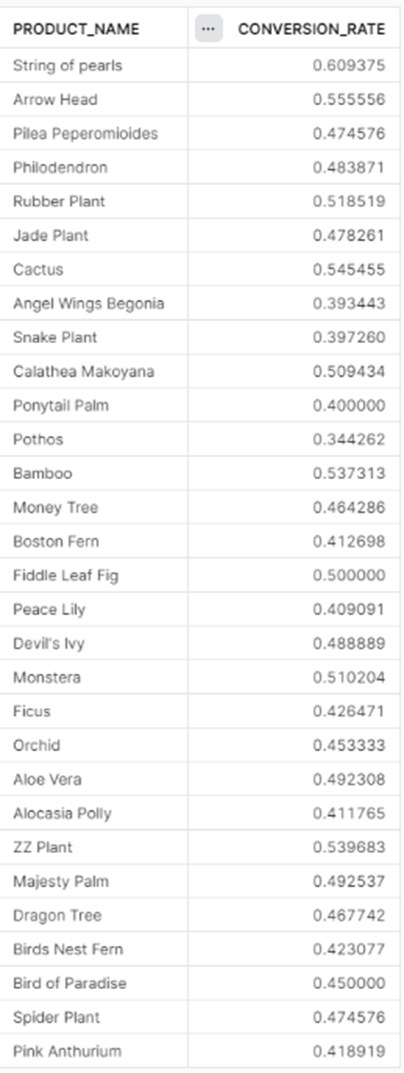 PRODUCT_NAME ... CONVERSION_RATE
String of pearls 0.609375
Arrow Head 0.555556
Pilea Peperomioides 0.474576
Philodendron 0.483871
Rubber Plant 0.518519
Jade Plant 0.478261
Cactus 0.545455
Angel Wings Begonia 0.393443
Snake Plant 0.397260
Calathea Makoyana 0.509434
Ponytail Palm 0.400000
Pothos 0.344262
Bamboo 0.537313
Money Tree 0.464286
Boston Fern 0.412698
Fiddle Leaf Fig 0.500000
Peace Lily 0.409091
Devil's Ivy 0.488889
Monstera 0.510204
Ficus 0.426471
Orchid 0.453333
Aloe Vera 0.492308
Alocasia Polly 0.411765
ZZ Plant 0.539683
Majesty Palm 0.492537
Dragon Tree 0.467742
Birds Nest Fern 0.423077
Bird of Paradise 0.450000
Spider Plant 0.474576
Pink Anthurium 0.418919